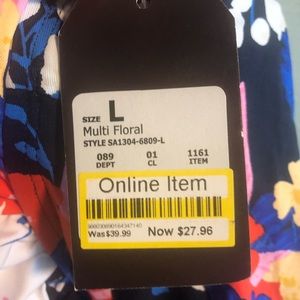 SIZE L
Multi Floral
STYLE SA1304-6809-L
089 01 1161
DEPT CL ITEM
Online Item
Was $39.99 Now $27.96